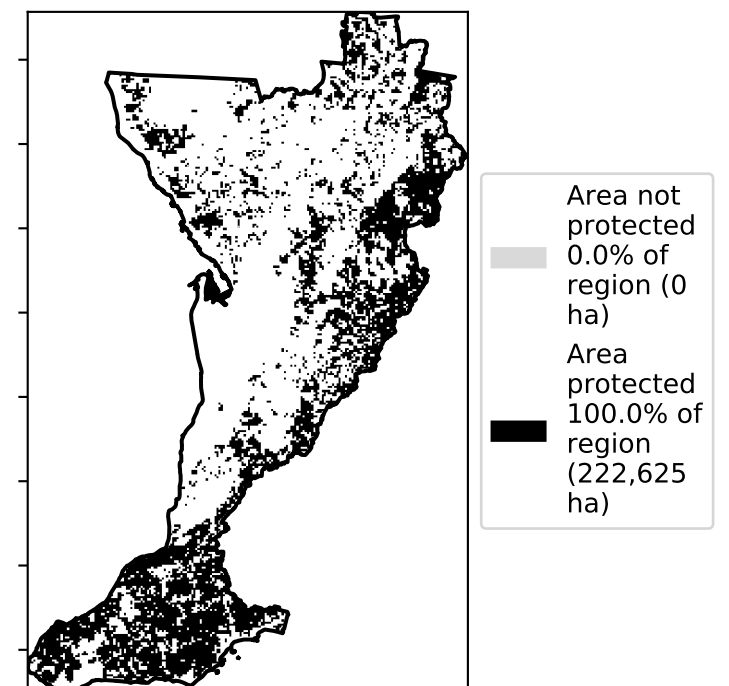 Area not
protected
0.0% of
region (0
ha)
Area
protected
100.0% of
region
(222,625
ha)